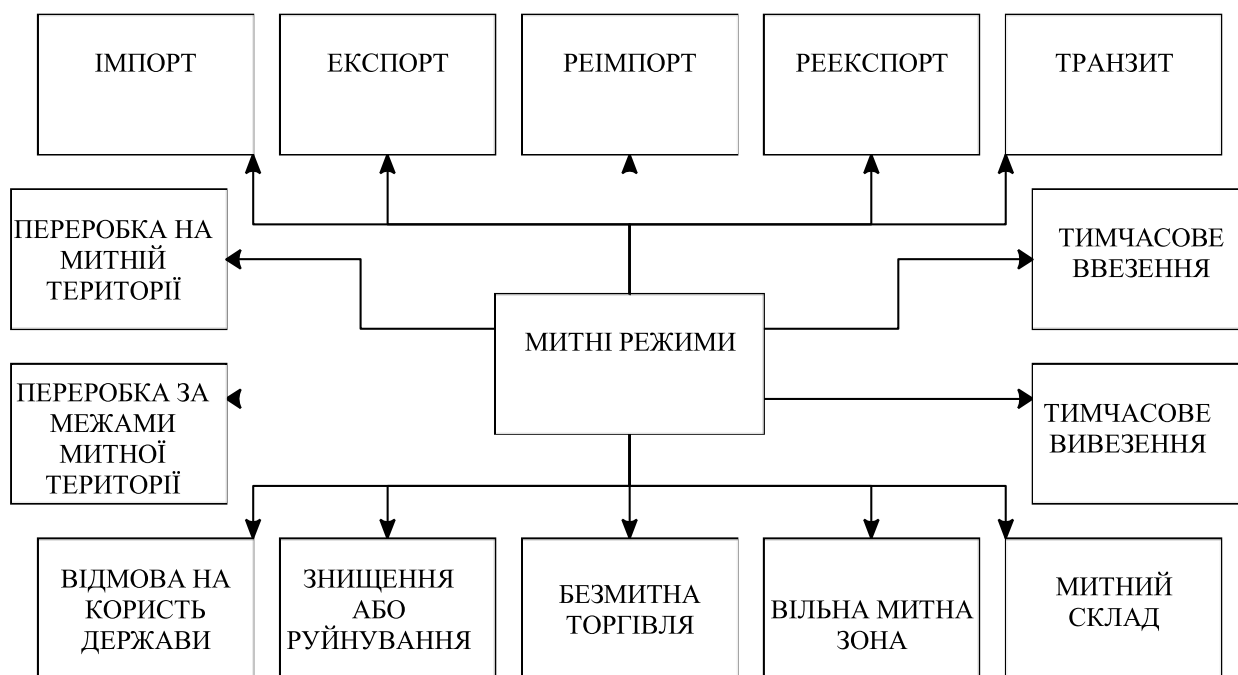 ІМПОРТ
ЕКСПОРТ
РЕІМПОРТ
РЕЕКСПОРТ
ТРАНЗИТ
ПЕРЕРОБКА НА
МИТНІЙ
ТЕРИТОРІЇ
МИТНІ РЕЖИМИ
ТИМЧАСОВЕ
ВВЕЗЕННЯ
ПЕРЕРОБКА ЗА
МЕЖАМИ
МИТНОЇ
ТЕРИТОРІЇ
ТИМЧАСОВЕ
ВИВЕЗЕННЯ
ВІДМОВА НА
КОРИСТЬ
ДЕРЖАВИ
ЗНИЩЕННЯ
АБО
РУЙНУВАННЯ
БЕЗМИТНА
ТОРГІВЛЯ
ВІЛЬНА МИТНА
ЗОНА
МИТНИЙ
СКЛАД